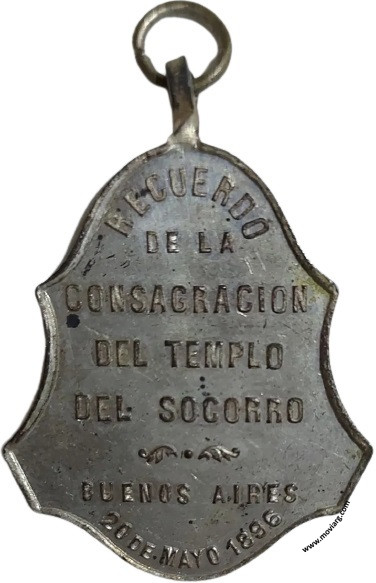 RECUERDO
DE LA
CONSAGRACION
DEL TEMPLO
DEL SOCORRO
BUENOS AIRES
20 DE MAYO 1896
www.moviarg.com